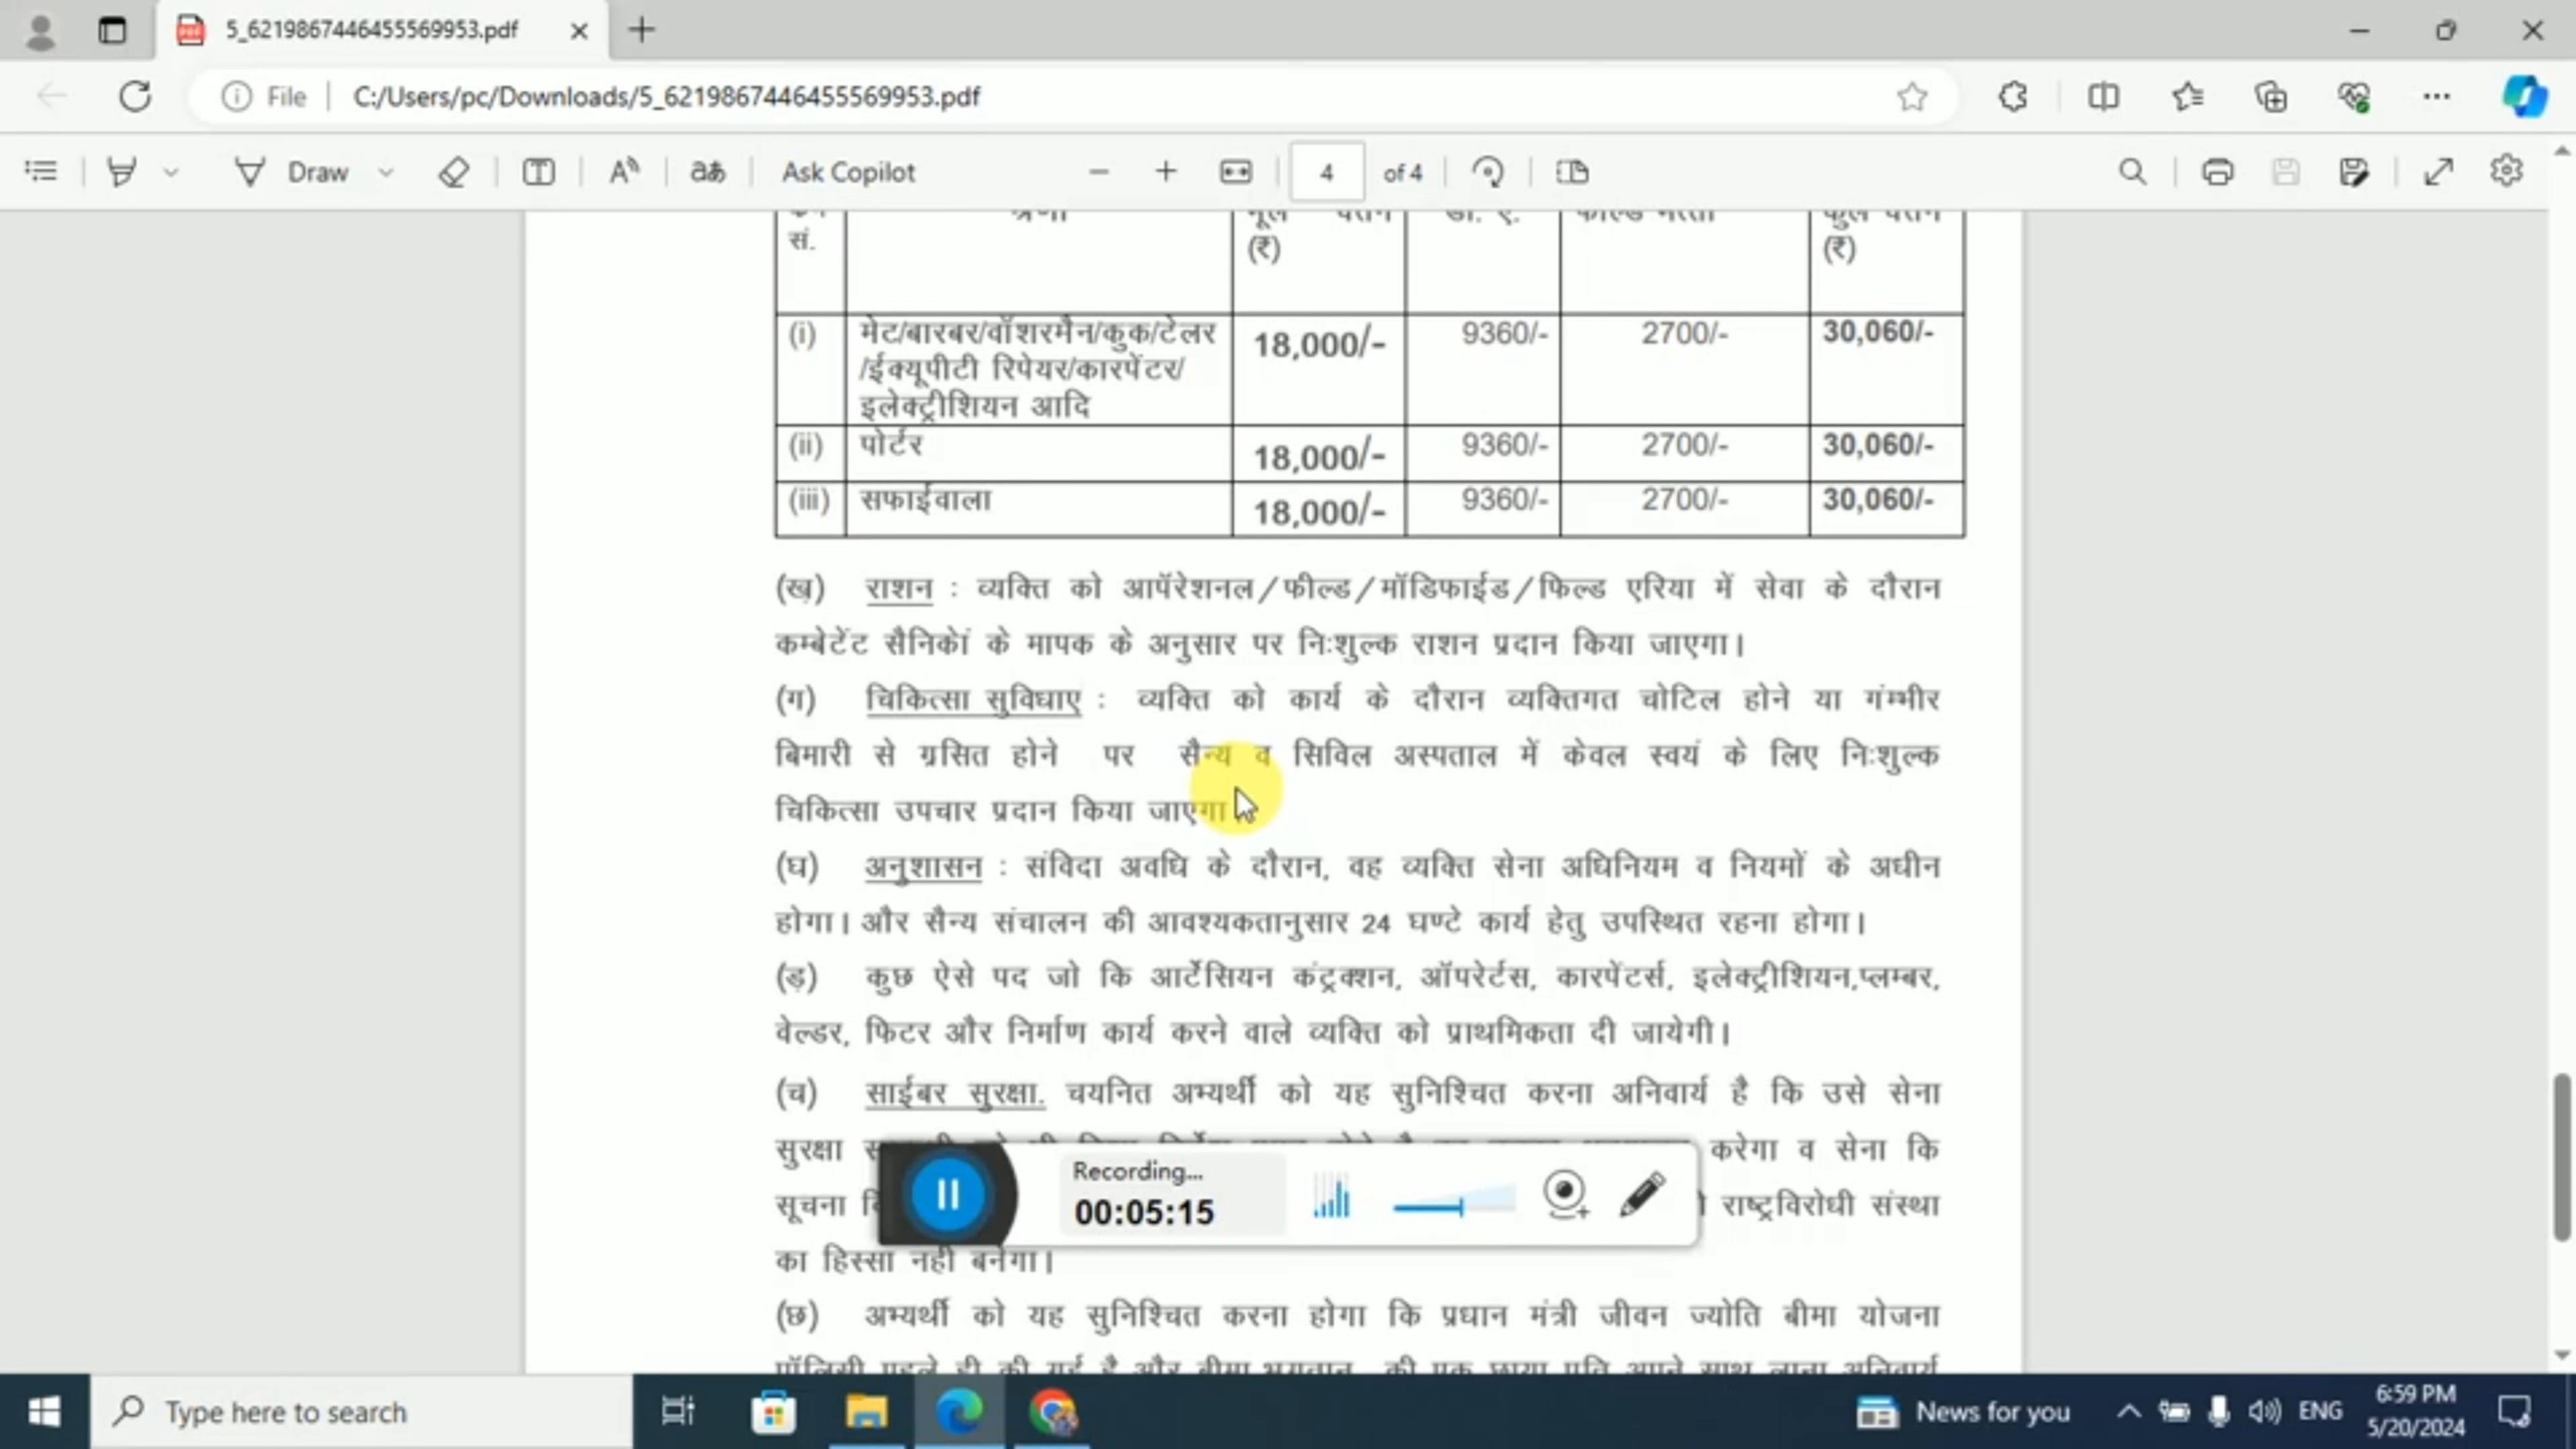 5_6219867446455569953.pdf
File
C:/Users/pc/Downloads/5_6219867446455569953.pdf
Draw
Ask Copilot
4 of 4
सं. (₹) (₹)
(i) मेट/बारबर/वॉशरमैन/कुक/टेलर 18,000/- 9360/- 2700/- 30,060/-
/ईक्यूपीटी रिपेयर/कारपेंटर/
इलेक्ट्रीशियन आदि
(ii) पोर्टर 18,000/- 9360/- 2700/- 30,060/-
(iii) सफाईवाला 18,000/- 9360/- 2700/- 30,060/-
(ख) राशन : व्यक्ति को आपॅरेशनल/फील्ड/मॉडिफाईड/फिल्ड एरिया में सेवा के दौरान
कम्बेटेंट सैनिकेां के मापक के अनुसार पर निःशुल्क राशन प्रदान किया जाएगा।
(ग) चिकित्सा सुविधाए : व्यक्ति को कार्य के दौरान व्यक्तिगत चोटिल होने या गंम्भीर
बिमारी से ग्रसित होने पर सैन्य व सिविल अस्पताल में केवल स्वयं के लिए निःशुल्क
चिकित्सा उपचार प्रदान किया जाएगा
(घ) अनुशासन : संविदा अवधि के दौरान, वह व्यक्ति सेना अधिनियम व नियमों के अधीन
होगा। और सैन्य संचालन की आवश्यकतानुसार 24 घण्टे कार्य हेतु उपस्थित रहना होगा।
(ड़) कुछ ऐसे पद जो कि आर्टेसियन कंट्रक्शन, ऑपरेर्टस, कारपेंटर्स, इलेक्ट्रीशियन,प्लम्बर,
वेल्डर, फिटर और निर्माण कार्य करने वाले व्यक्ति को प्राथमिकता दी जायेगी।
(च) साईबर सुरक्षा. चयनित अभ्यर्थी को यह सुनिश्चित करना अनिवार्य है कि उसे सेना
सुरक्षा करेगा व सेना कि
सूचना राष्ट्रविरोधी संस्था
का हिस्सा नही बनेगा।
(छ) अभ्यर्थी को यह सुनिश्चित करना होगा कि प्रधान मंत्री जीवन ज्योति बीमा योजना
Recording...
00:05:15
Type here to search
News for you
ENG
6:59 PM
5/20/2024